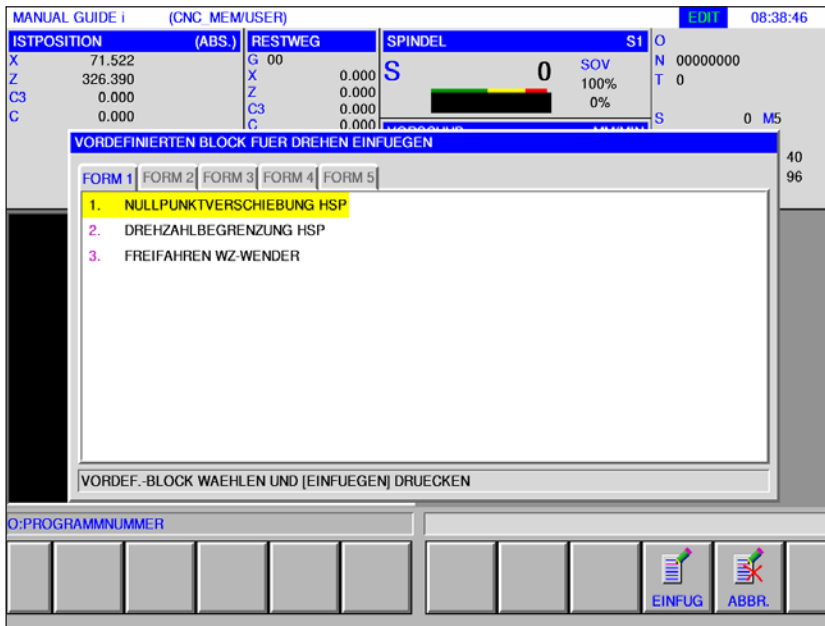 MANUAL GUIDE i (CNC_MEM/USER) EDIT 08:38:46
ISTPOSITION (ABS.) RESTWEG SPINDEL S1 O
X 71.522 G 00 N 00000000
Z 326.390 X 0.000 S 0 SOV T 0
C3 0.000 Z 0.000 100%
C 0.000 C3 0.000 0%
C 0.000 S 0 M5
VORSCHUB MM/MIN
VORDEFINIERTEN BLOCK FUER DREHEN EINFUEGEN
40
FORM 1 FORM 2 FORM 3 FORM 4 FORM 5 96
1. NULLPUNKTVERSCHIEBUNG HSP
2. DREHZAHLBEGRENZUNG HSP
3. FREIFAHREN WZ-WENDER
VORDEF.-BLOCK WAEHLEN UND [EINFUEGEN] DRUECKEN
O:PROGRAMMNUMMER
EINFUG ABBR.